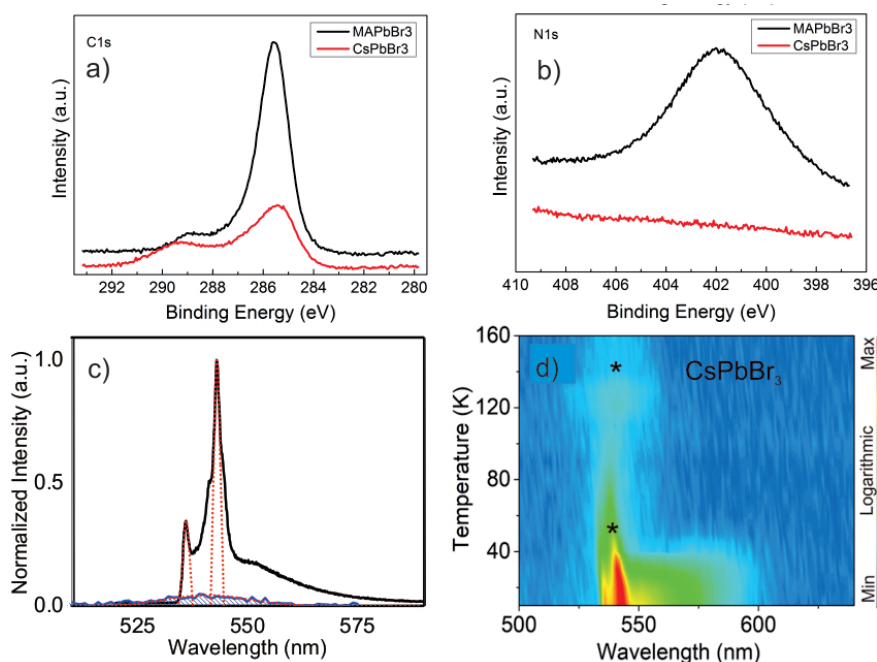 C1s
MAPbBr3
CsPbBr3
a)
Intensity (a.u.)
292 290 288 286 284 282 280
Binding Energy (eV)
N1s
MAPbBr3
CsPbBr3
b)
Intensity (a.u.)
410 408 406 404 402 400 398 396
Binding Energy (eV)
c)
Normalized Intensity (a.u.)
1.0
0.5
0.0
525 550 575
Wavelength (nm)
d)
* CsPbBr₃
*
Temperature (K)
160
120
80
40
500 550 600
Wavelength (nm)
Max
Logarithmic
Min